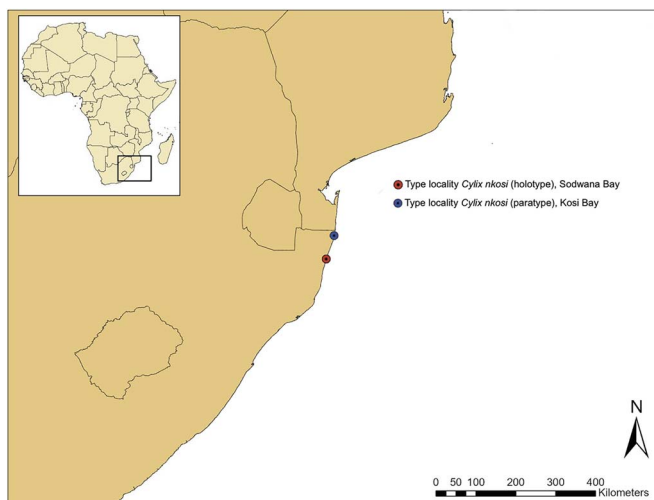 Type locality Cylix nkosi (holotype), Sodwana Bay
Type locality Cylix nkosi (paratype), Kosi Bay
N
0 50 100 200 300 400
Kilometers